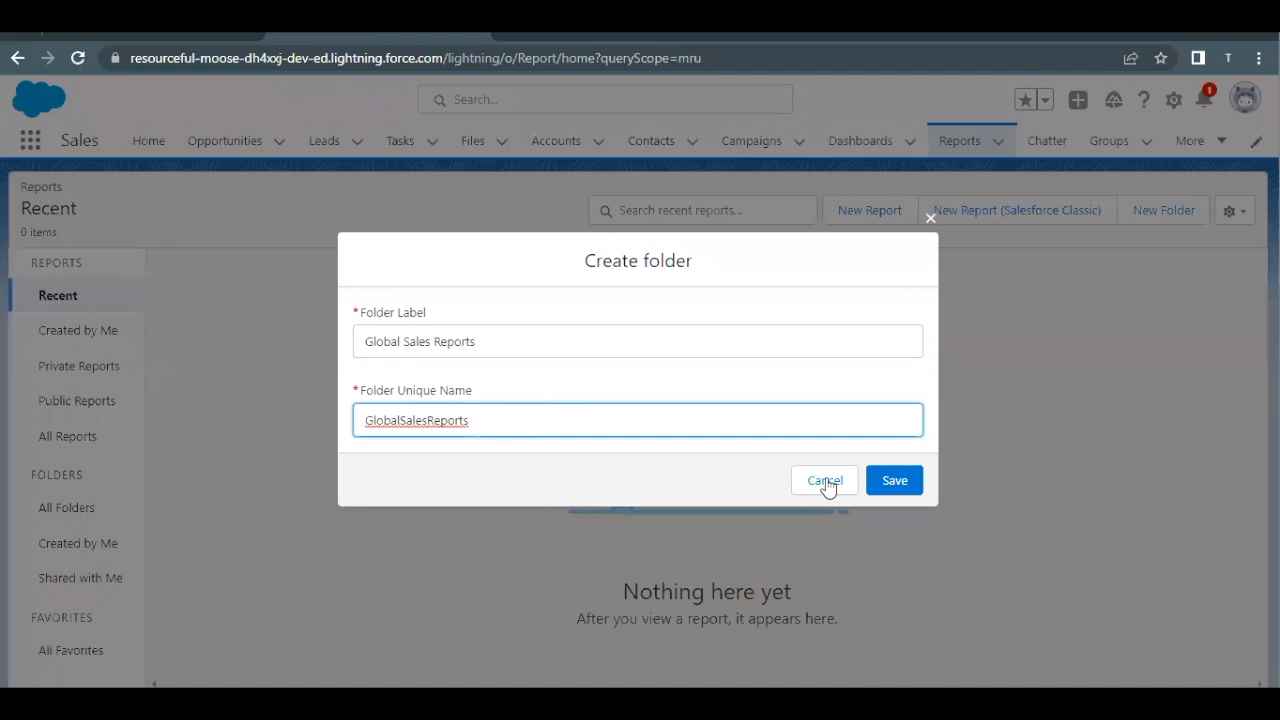 resourceful-moose-dh4xxj-dev-ed.lightning.force.com/lightning/o/Report/home?queryScope=mru
T
Search...
1
Sales
Home
Opportunities
Leads
Tasks
Files
Accounts
Contacts
Campaigns
Dashboards
Reports
Chatter
Groups
More
Reports
Recent
0 items
Search recent reports...
New Report
New Report (Salesforce Classic)
New Folder
REPORTS
Recent
Created by Me
Private Reports
Public Reports
All Reports
FOLDERS
All Folders
Created by Me
Shared with Me
FAVORITES
All Favorites
Create folder
*Folder Label
Global Sales Reports
*Folder Unique Name
GlobalSalesReports
Cancel
Save
Nothing here yet
After you view a report, it appears here.